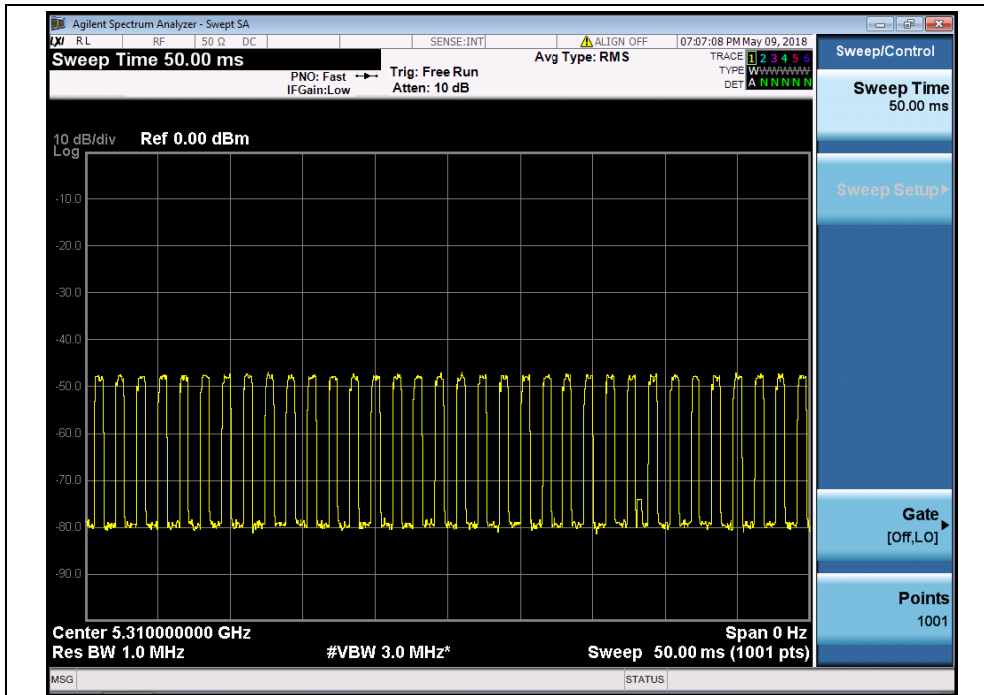 Agilent Spectrum Analyzer - Swept SA
LXI RL RF 50 Ω DC SENSE:INT ALIGN OFF 07:07:08 PM May 09, 2018
Sweep Time 50.00 ms
PNO: Fast
IFGain:Low
Trig: Free Run
Atten: 10 dB
Avg Type: RMS
TRACE 1 2 3 4 5 6
TYPE WWWWWW
DET A N N N N N
10 dB/div
Log
Ref 0.00 dBm
-10.0
-20.0
-30.0
-40.0
-50.0
-60.0
-70.0
-80.0
-90.0
Center 5.310000000 GHz
Span 0 Hz
Res BW 1.0 MHz
#VBW 3.0 MHz*
Sweep 50.00 ms (1001 pts)
MSG
STATUS
Sweep/Control
Sweep Time
50.00 ms
Sweep Setup
Gate
[Off,LO]
Points
1001